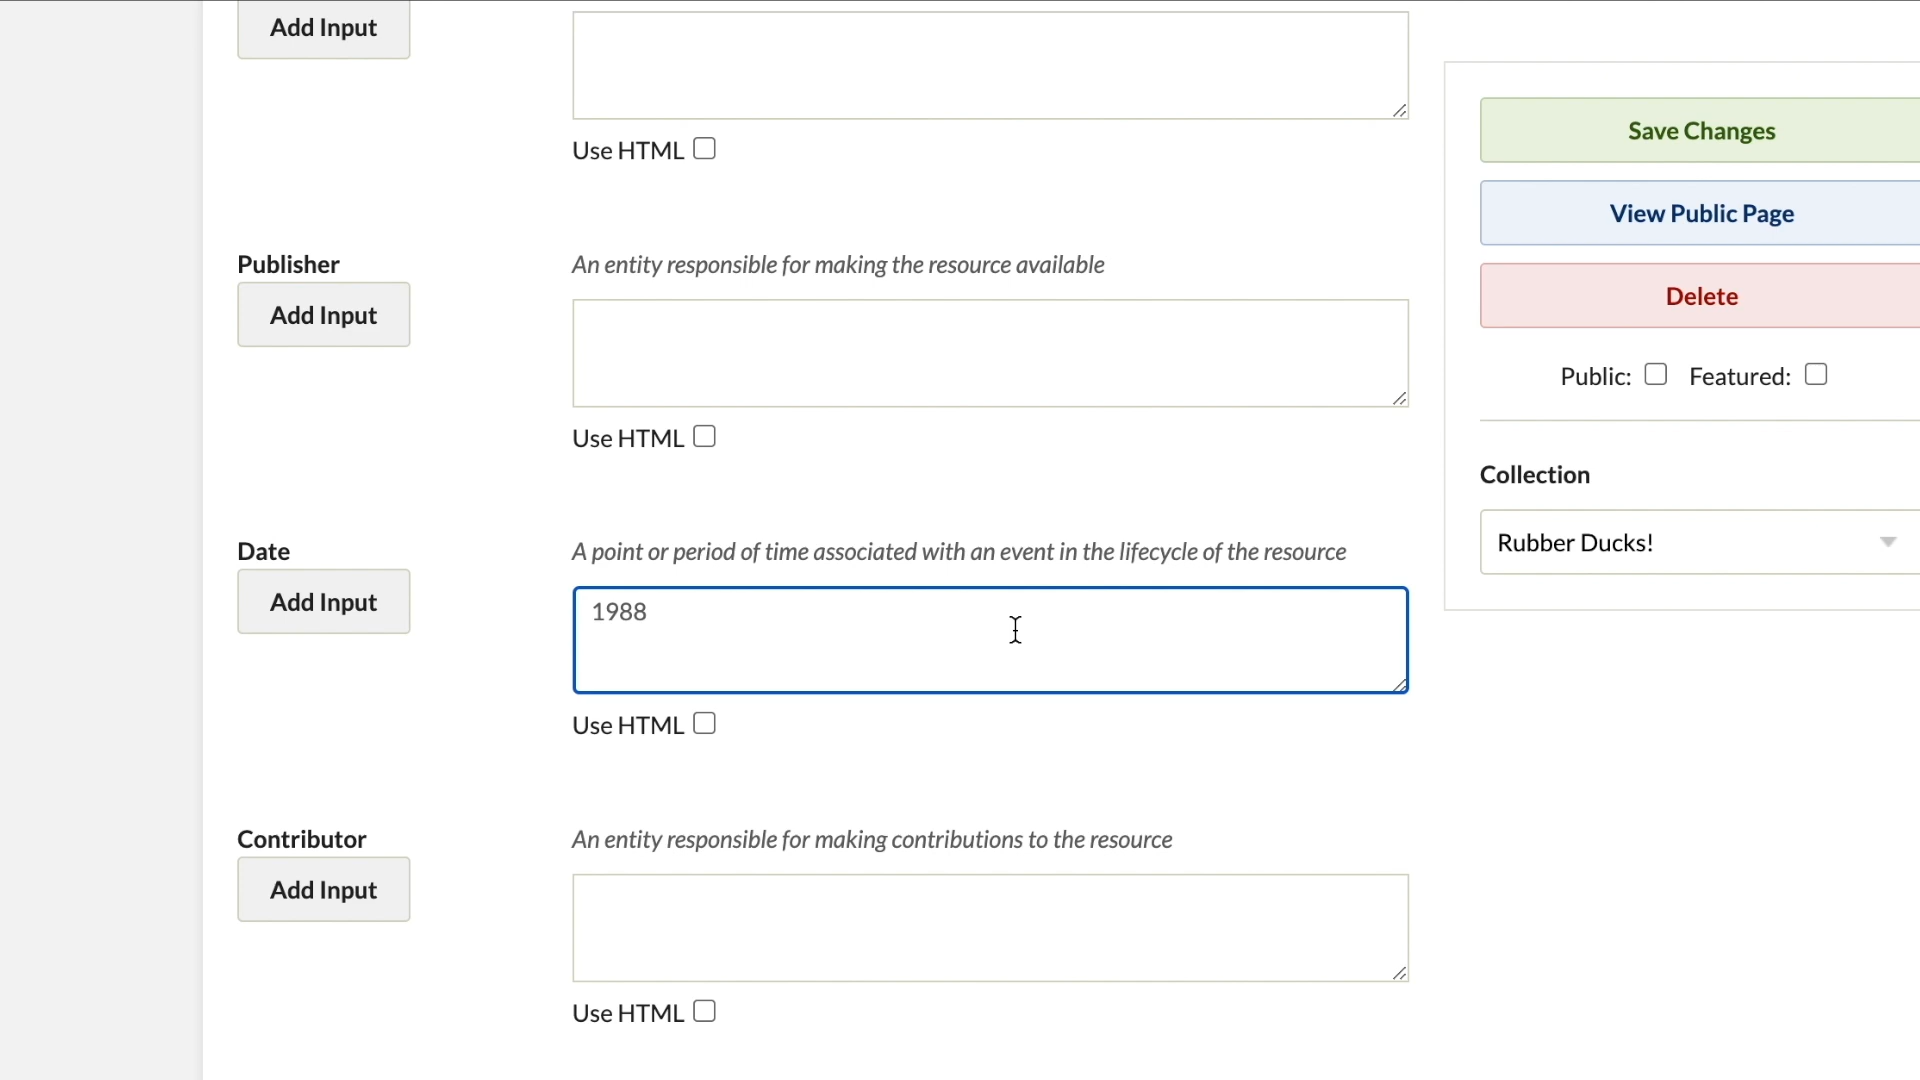 Add Input
Use HTML
Save Changes
View Public Page
Delete
Public: Featured:
Collection
Rubber Ducks!
Publisher
An entity responsible for making the resource available
Add Input
Use HTML
Date
A point or period of time associated with an event in the lifecycle of the resource
Add Input
1988
Use HTML
Contributor
An entity responsible for making contributions to the resource
Add Input
Use HTML